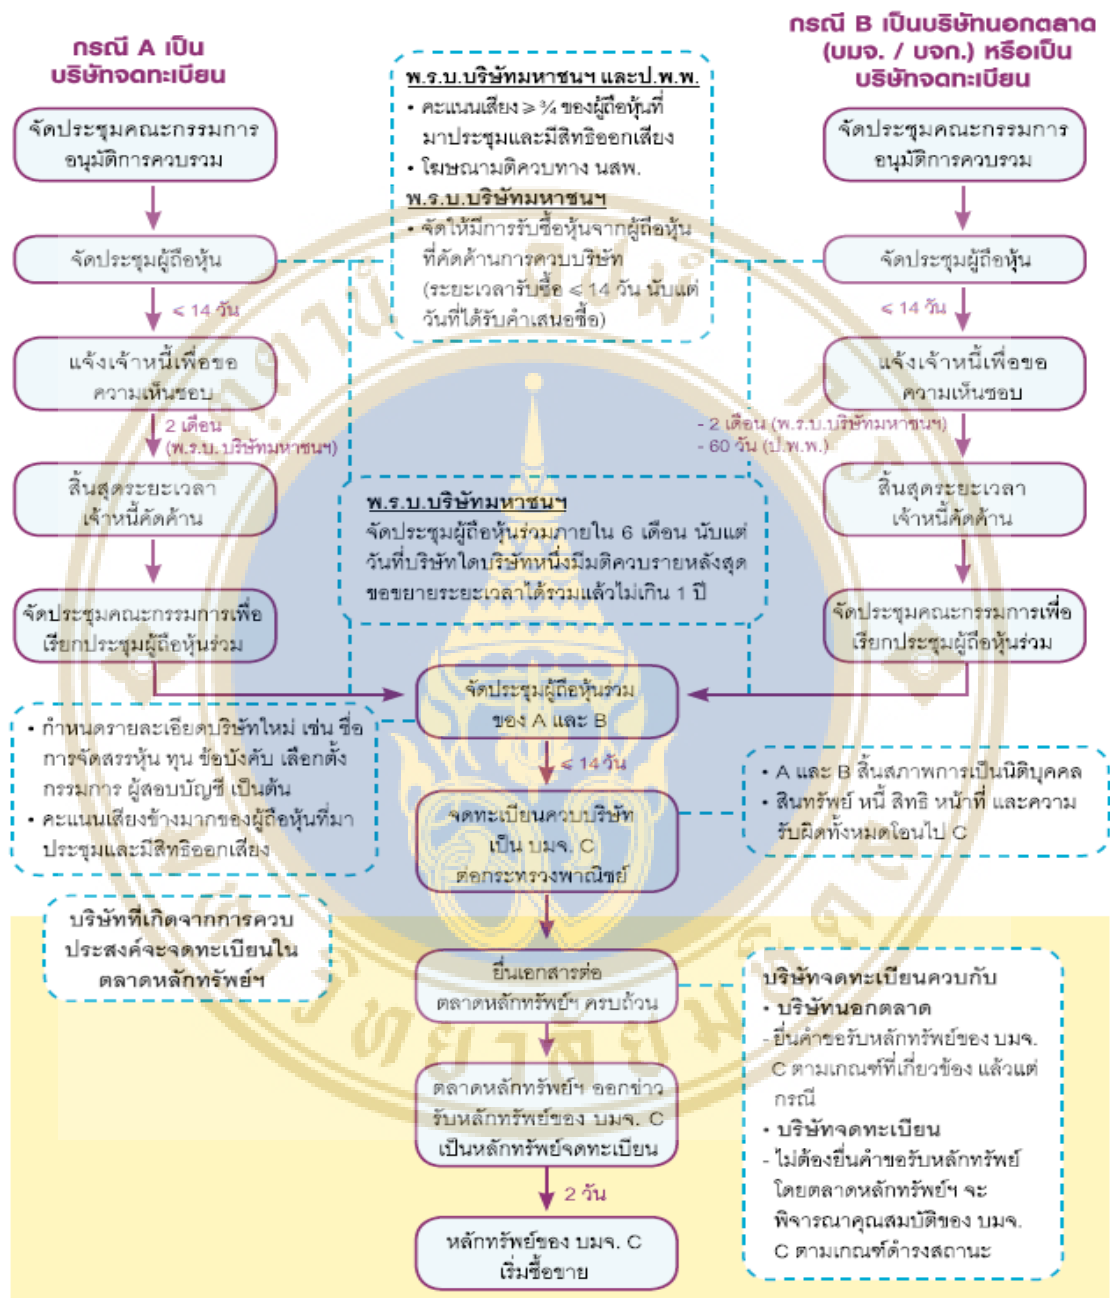 กรณี A เป็น
บริษัทจดทะเบียน
จัดประชุมคณะกรรมการ
อนุมัติการควบรวม
จัดประชุมผู้ถือหุ้น
≤ 14 วัน
แจ้งเจ้าหนี้เพื่อขอ
ความเห็นชอบ
2 เดือน
(พ.ร.บ. บริษัทมหาชนฯ)
สิ้นสุดระยะเวลา
เจ้าหนี้คัดค้าน
จัดประชุมคณะกรรมการเพื่อ
เรียกประชุมผู้ถือหุ้นร่วม
พ.ร.บ.บริษัทมหาชนฯ และป.พ.พ.
• คะแนนเสียง ≥ ¾ ของผู้ถือหุ้นที่
มาประชุมและมีสิทธิออกเสียง
• โฆษณามติควบทาง นสพ.
พ.ร.บ.บริษัทมหาชนฯ
• จัดให้มีการรับซื้อหุ้นจากผู้ถือหุ้น
ที่คัดค้านการควบบริษัท
(ระยะเวลารับซื้อ ≤ 14 วัน นับแต่
วันที่ได้รับคำเสนอซื้อ)
กรณี B เป็นบริษัทนอกตลาด
(บมจ. / บจก.) หรือเป็น
บริษัทจดทะเบียน
จัดประชุมคณะกรรมการ
อนุมัติการควบรวม
จัดประชุมผู้ถือหุ้น
≤ 14 วัน
แจ้งเจ้าหนี้เพื่อขอ
ความเห็นชอบ
- 2 เดือน (พ.ร.บ.บริษัทมหาชนฯ)
- 60 วัน (ป.พ.พ.)
สิ้นสุดระยะเวลา
เจ้าหนี้คัดค้าน
จัดประชุมคณะกรรมการเพื่อ
เรียกประชุมผู้ถือหุ้นร่วม
พ.ร.บ.บริษัทมหาชนฯ
จัดประชุมผู้ถือหุ้นร่วมภายใน 6 เดือน นับแต่
วันที่บริษัทใดบริษัทหนึ่งมีมติควบรายหลังสุด
ขอขยายระยะเวลาได้รวมแล้วไม่เกิน 1 ปี
จัดประชุมผู้ถือหุ้นร่วม
ของ A และ B
• กำหนดรายละเอียดบริษัทใหม่ เช่น ชื่อ
การจัดสรรหุ้น ทุน ข้อบังคับ เลือกตั้ง
กรรมการ ผู้สอบบัญชี เป็นต้น
• คะแนนเสียงข้างมากของผู้ถือหุ้นที่มา
ประชุมและมีสิทธิออกเสียง
≤ 14 วัน
จดทะเบียนควบบริษัท
เป็น บมจ. C
ต่อกระทรวงพาณิชย์
• A และ B สิ้นสภาพการเป็นนิติบุคคล
• สินทรัพย์ หนี้ สิทธิ หน้าที่ และความ
รับผิดทั้งหมดโอนไป C
บริษัทที่เกิดจากการควบ
ประสงค์จะจดทะเบียนใน
ตลาดหลักทรัพย์ฯ
ยื่นเอกสารต่อ
ตลาดหลักทรัพย์ฯ ครบถ้วน
ตลาดหลักทรัพย์ฯ ออกข่าว
รับหลักทรัพย์ของ บมจ. C
เป็นหลักทรัพย์จดทะเบียน
2 วัน
หลักทรัพย์ของ บมจ. C
เริ่มซื้อขาย
บริษัทจดทะเบียนควบกับ
• บริษัทนอกตลาด
- ยื่นคำขอรับหลักทรัพย์ของ บมจ.
C ตามเกณฑ์ที่เกี่ยวข้อง แล้วแต่
กรณี
• บริษัทจดทะเบียน
- ไม่ต้องยื่นคำขอรับหลักทรัพย์
โดยตลาดหลักทรัพย์ฯ จะ
พิจารณาคุณสมบัติของ บมจ.
C ตามเกณฑ์ดำรงสถานะ